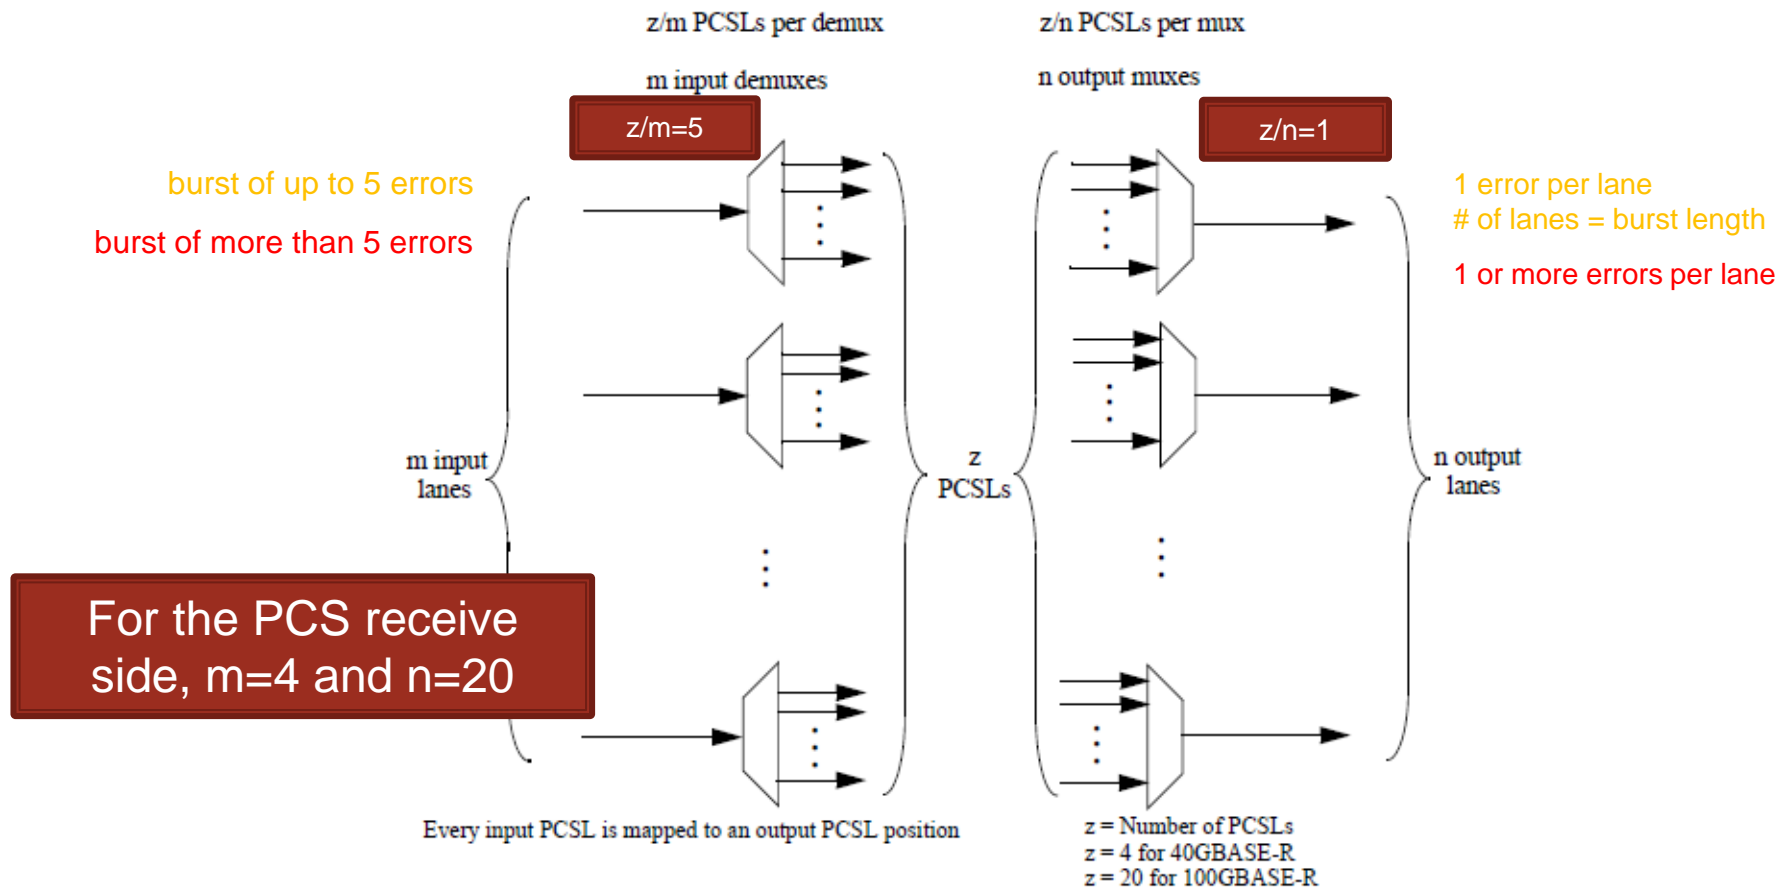 z/m PCSLs per demux
z/n PCSLs per mux
m input demuxes
n output muxes
z/m=5
z/n=1
burst of up to 5 errors
burst of more than 5 errors
1 error per lane
# of lanes = burst length
1 or more errors per lane
m input
lanes
z
PCSLs
n output
lanes
For the PCS receive
side, m=4 and n=20
Every input PCSL is mapped to an output PCSL position
z = Number of PCSLs
z = 4 for 40GBASE-R
z = 20 for 100GBASE-R